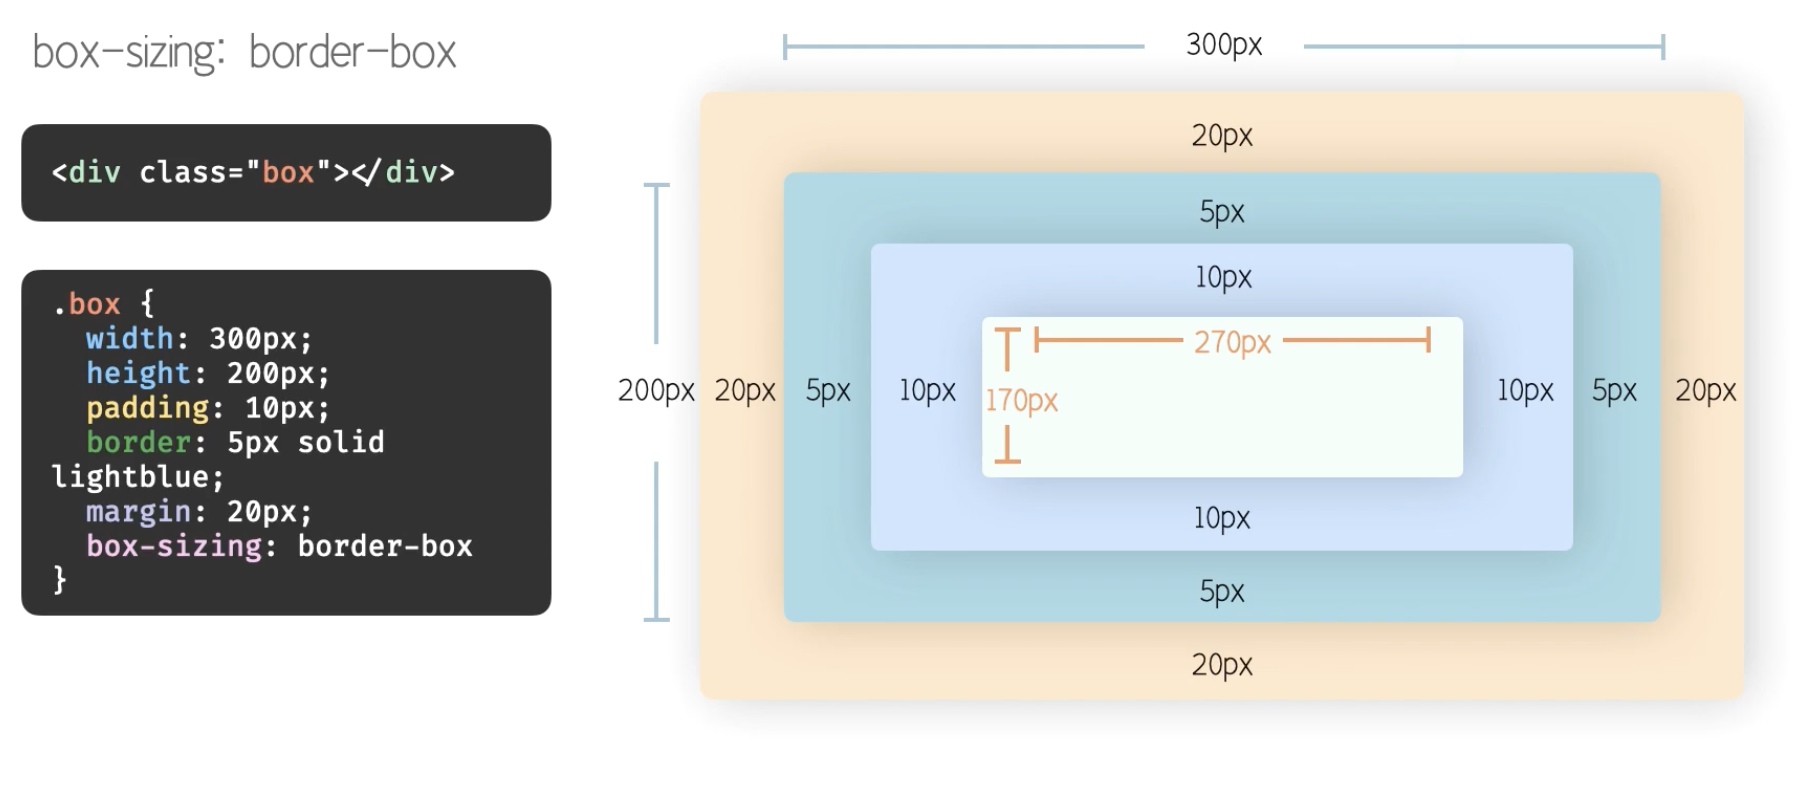 box-sizing: border-box
<div class="box"></div>
.box {
width: 300px;
height: 200px;
padding: 10px;
border: 5px solid
lightblue;
margin: 20px;
box-sizing: border-box
}
300px
20px
5px
10px
270px
200px 20px 5px 10px 170px 10px 5px 20px
10px
5px
20px